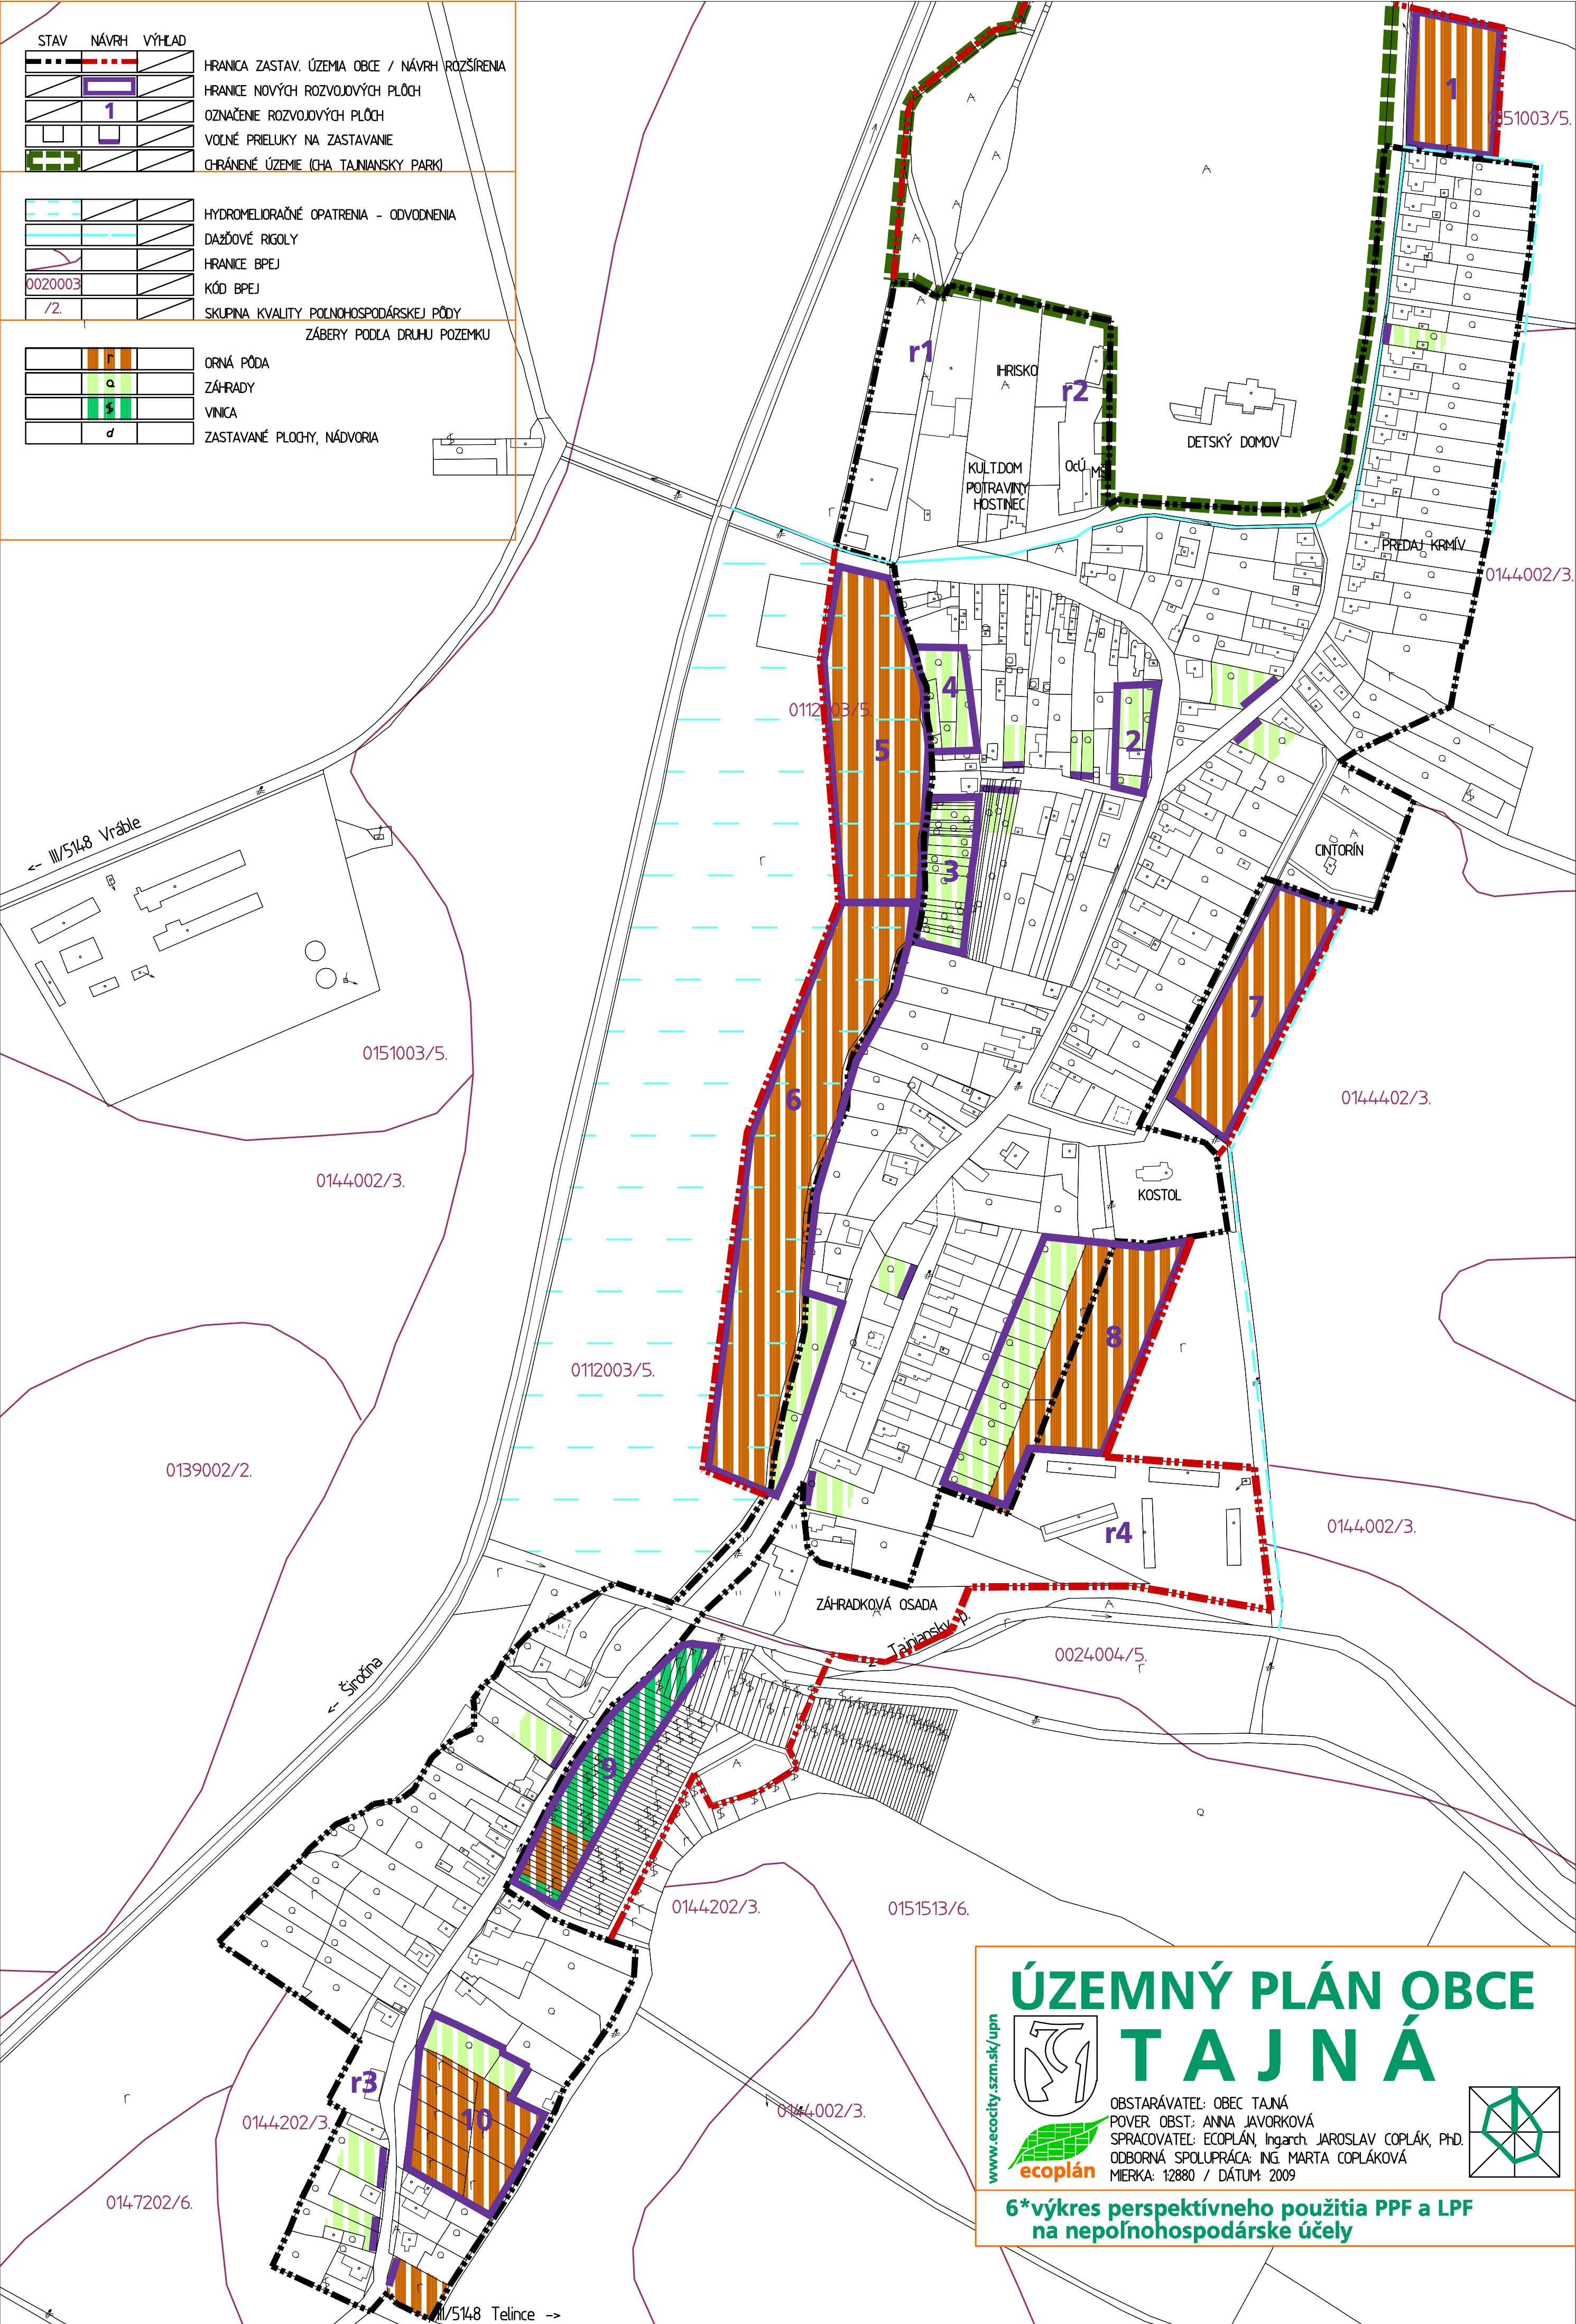 STAV NÁVRH VÝHĽAD
HRANICA ZASTAV. ÚZEMIA OBCE / NÁVRH ROZŠÍRENIA
HRANICE NOVÝCH ROZVOJOVÝCH PLÔCH
1 OZNAČENIE ROZVOJOVÝCH PLÔCH
VOĽNÉ PRIELUKY NA ZASTAVANIE
CHRÁNENÉ ÚZEMIE (CHA TAJNIANSKY PARK)
HYDROMELIORAČNÉ OPATRENIA - ODVODNENIA
DAŽĎOVÉ RIGOLY
HRANICE BPEJ
0020003 KÓD BPEJ
/2. SKUPINA KVALITY POĽNOHOSPODÁRSKEJ PÔDY
ZÁBERY PODĽA DRUHU POZEMKU
r ORNÁ PÔDA
o ZÁHRADY
VINICA
d ZASTAVANÉ PLOCHY, NÁDVORIA
1
0151003/5.
r1
IHRISKO
r2
DETSKÝ DOMOV
KULT.DOM
OcÚ
MŠ
POTRAVINY
HOSTINEC
PREDAJ KRMÍV
0144002/3.
4
0112003/5.
5
2
<- III/5148 Vráble
CINTORÍN
3
7
0151003/5.
6
0144402/3.
0144002/3.
KOSTOL
8
0112003/5.
0139002/2.
0144002/3.
r4
ZÁHRADKOVÁ OSADA
<- Tajniansky p.
0024004/5.
<- Širočina
9
0144202/3.
0151513/6.
r3
10
0144202/3.
0144002/3.
0147202/6.
III/5148 Telince ->
ÚZEMNÝ PLÁN OBCE
TAJNÁ
www.ecocity.szm.sk/upn
ecoplán
OBSTARÁVATEĽ: OBEC TAJNÁ
POVER. OBST.: ANNA JAVORKOVÁ
SPRACOVATEĽ: ECOPLÁN, Ing.arch. JAROSLAV COPLÁK, PhD.
ODBORNÁ SPOLUPRÁCA: ING. MARTA COPLÁKOVÁ
MIERKA: 1:2880 / DÁTUM: 2009
6*výkres perspektívneho použitia PPF a LPF
na nepoľnohospodárske účely